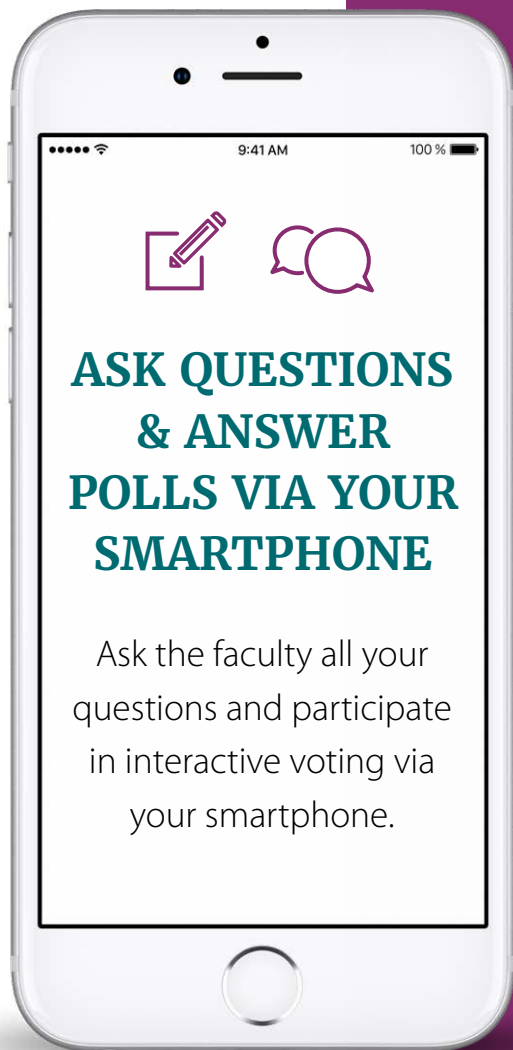 9:41 AM
100 %
ASK QUESTIONS
& ANSWER
POLLS VIA YOUR
SMARTPHONE
Ask the faculty all your
questions and participate
in interactive voting via
your smartphone.